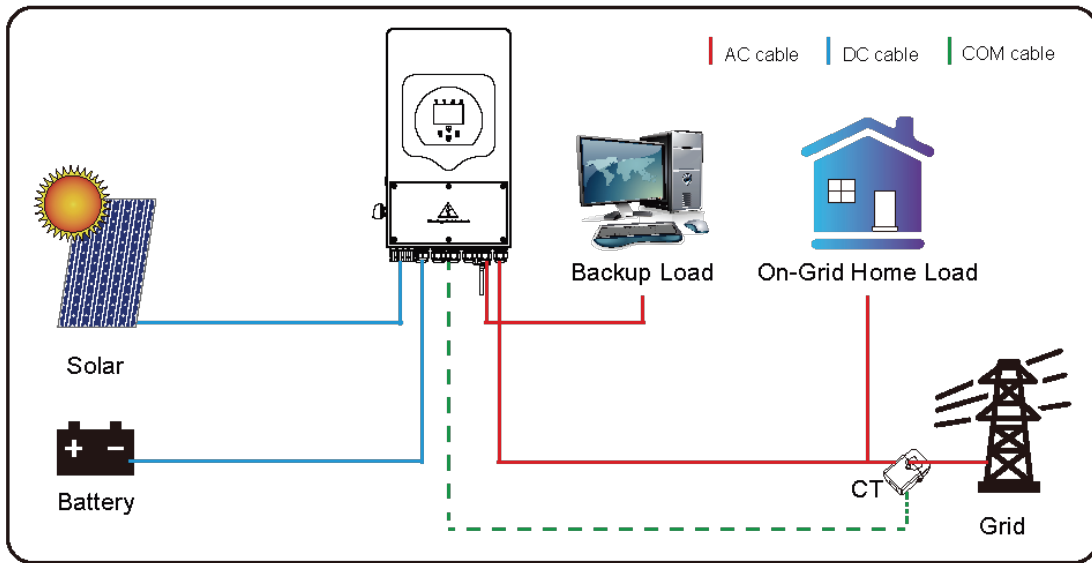 AC cable
DC cable
COM cable
Backup Load
On-Grid Home Load
Solar
Battery
CT
Grid